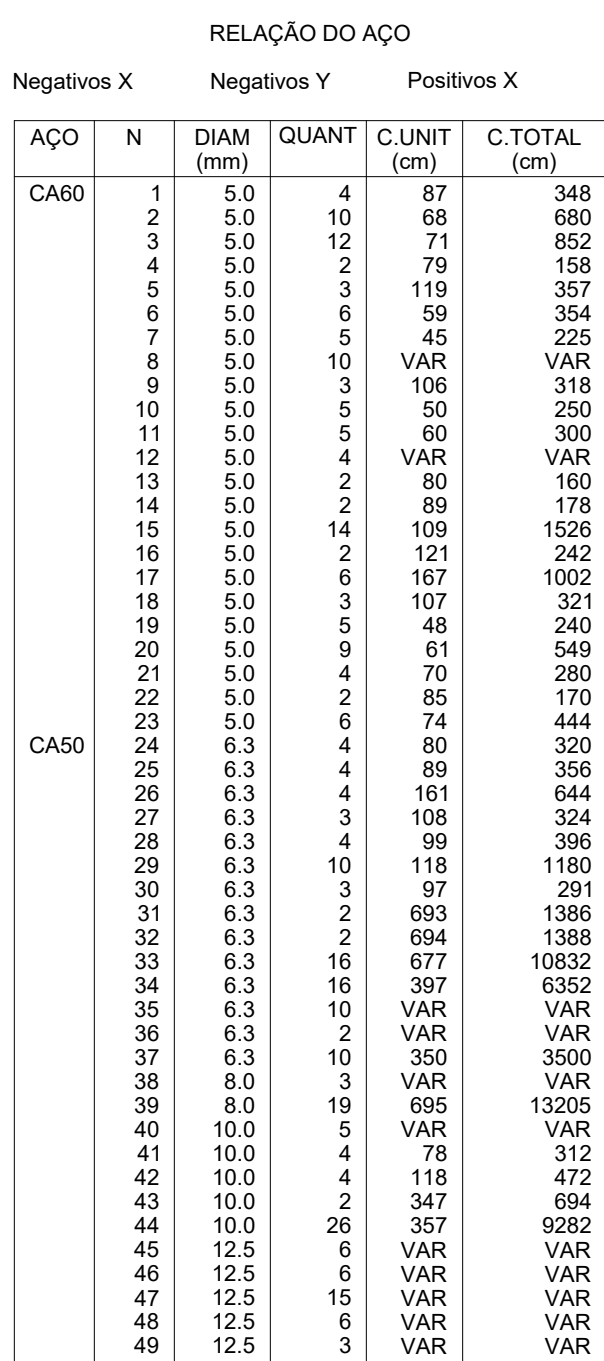 RELAÇÃO DO AÇO
Negativos X Negativos Y Positivos X
AÇO N DIAM QUANT C.UNIT C.TOTAL
(mm) (cm) (cm)
CA60 1 5.0 4 87 348
2 5.0 10 68 680
3 5.0 12 71 852
4 5.0 2 79 158
5 5.0 3 119 357
6 5.0 6 59 354
7 5.0 5 45 225
8 5.0 10 VAR VAR
9 5.0 3 106 318
10 5.0 5 50 250
11 5.0 5 60 300
12 5.0 4 VAR VAR
13 5.0 2 80 160
14 5.0 2 89 178
15 5.0 14 109 1526
16 5.0 2 121 242
17 5.0 6 167 1002
18 5.0 3 107 321
19 5.0 5 48 240
20 5.0 9 61 549
21 5.0 4 70 280
22 5.0 2 85 170
23 5.0 6 74 444
CA50 24 6.3 4 80 320
25 6.3 4 89 356
26 6.3 4 161 644
27 6.3 3 108 324
28 6.3 4 99 396
29 6.3 10 118 1180
30 6.3 3 97 291
31 6.3 2 693 1386
32 6.3 2 694 1388
33 6.3 16 677 10832
34 6.3 16 397 6352
35 6.3 10 VAR VAR
36 6.3 2 VAR VAR
37 6.3 10 350 3500
38 8.0 3 VAR VAR
39 8.0 19 695 13205
40 10.0 5 VAR VAR
41 10.0 4 78 312
42 10.0 4 118 472
43 10.0 2 347 694
44 10.0 26 357 9282
45 12.5 6 VAR VAR
46 12.5 6 VAR VAR
47 12.5 15 VAR VAR
48 12.5 6 VAR VAR
49 12.5 3 VAR VAR